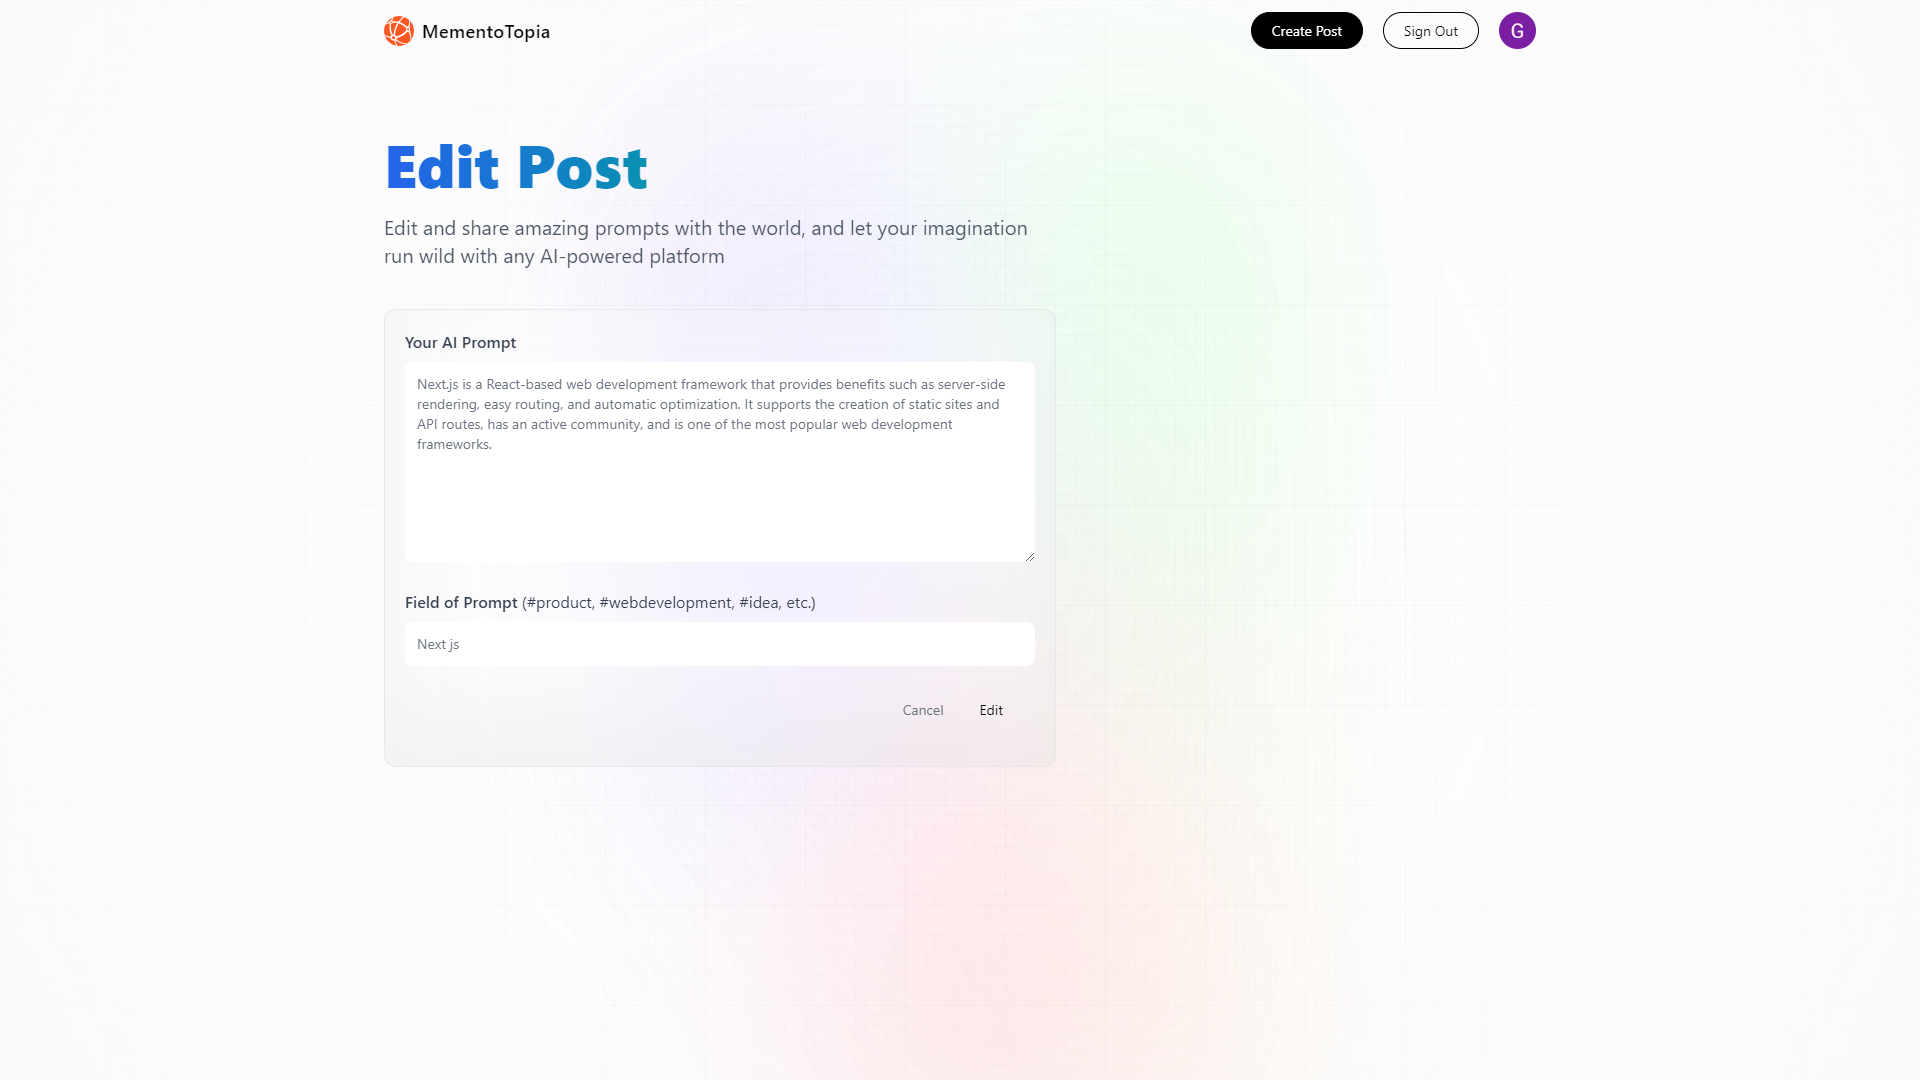 MementoTopia
Create Post
Sign Out
G
Edit Post
Edit and share amazing prompts with the world, and let your imagination
run wild with any AI-powered platform
Your AI Prompt
Next.js is a React-based web development framework that provides benefits such as server-side
rendering, easy routing, and automatic optimization. It supports the creation of static sites and
API routes, has an active community, and is one of the most popular web development
frameworks.
Field of Prompt (#product, #webdevelopment, #idea, etc.)
Next js
Cancel
Edit